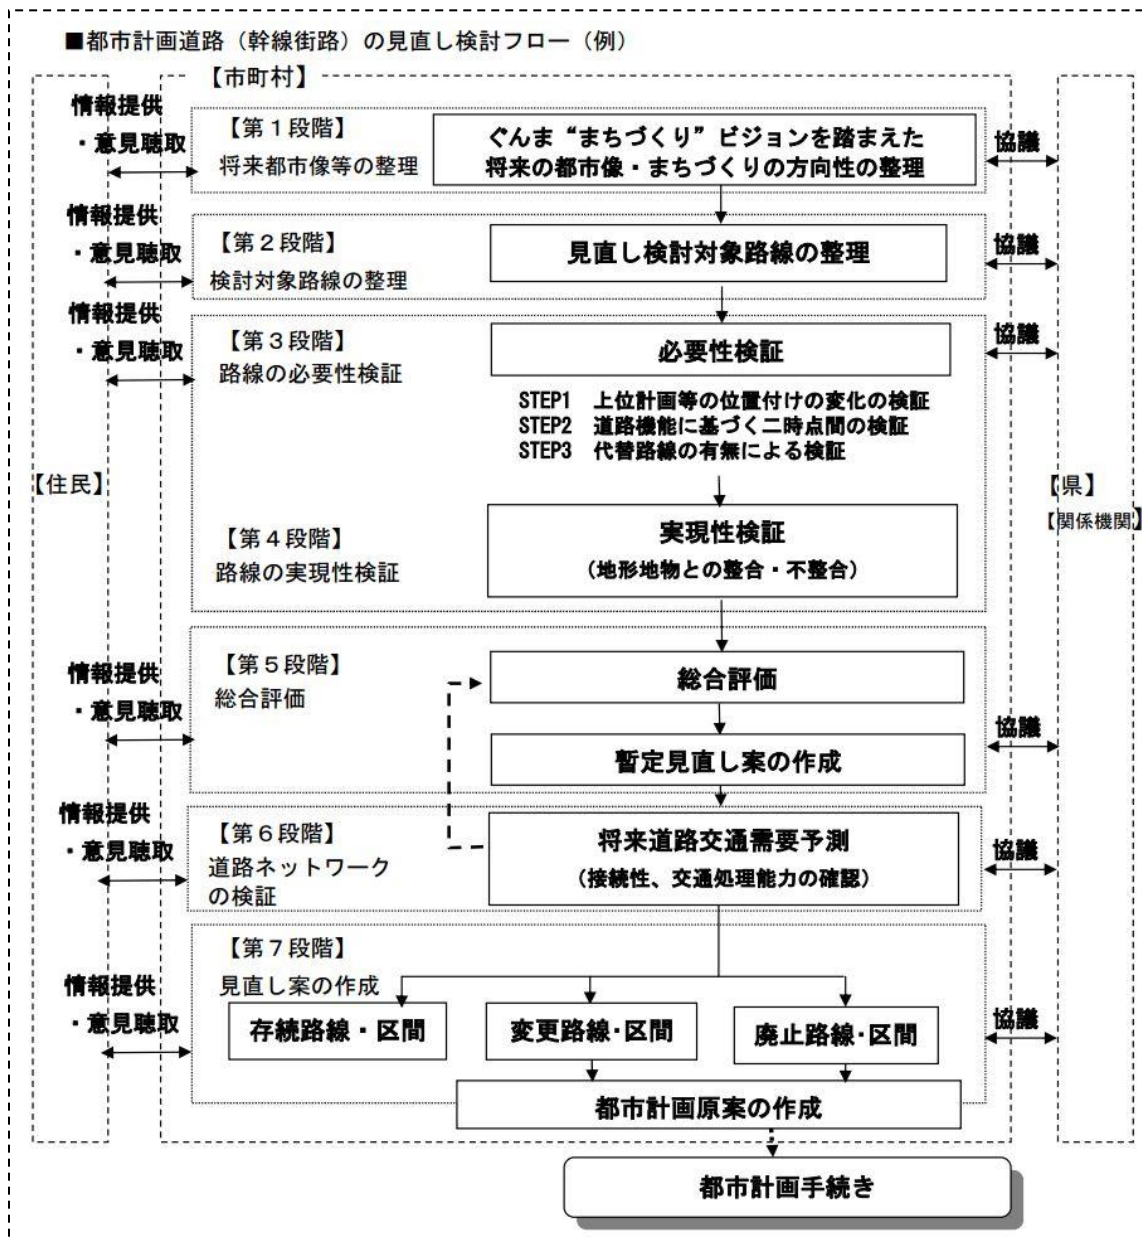 ■都市計画道路（幹線街路）の見直し検討フロー（例）
【市町村】
情報提供
・意見聴取
【第１段階】
将来都市像等の整理
ぐんま“まちづくり”ビジョンを踏まえた
将来の都市像・まちづくりの方向性の整理
協議
情報提供
・意見聴取
【第２段階】
検討対象路線の整理
見直し検討対象路線の整理
協議
情報提供
・意見聴取
【第３段階】
路線の必要性検証
必要性検証
協議
STEP1 上位計画等の位置付けの変化の検証
STEP2 道路機能に基づく二時点間の検証
STEP3 代替路線の有無による検証
【住民】
【県】
【関係機関】
【第４段階】
路線の実現性検証
実現性検証
（地形地物との整合・不整合）
情報提供
・意見聴取
【第５段階】
総合評価
総合評価
暫定見直し案の作成
協議
情報提供
・意見聴取
【第６段階】
道路ネットワーク
の検証
将来道路交通需要予測
（接続性、交通処理能力の確認）
協議
情報提供
・意見聴取
【第７段階】
見直し案の作成
存続路線・区間
変更路線・区間
廃止路線・区間
協議
都市計画原案の作成
都市計画手続き